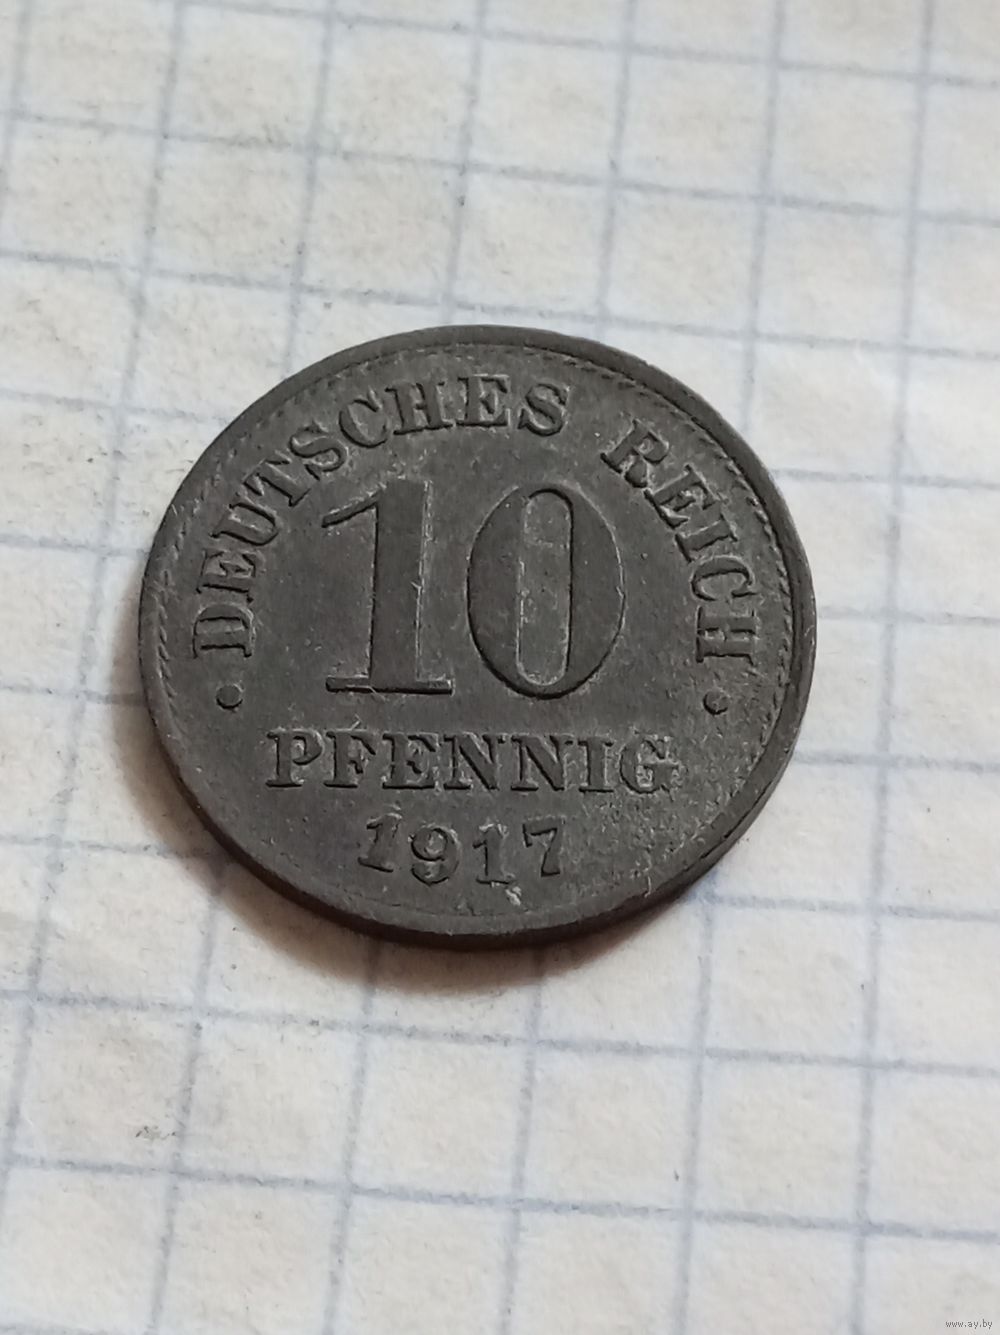 · DEUTSCHES REICH ·
10
PFENNIG
1917
www.ay.by